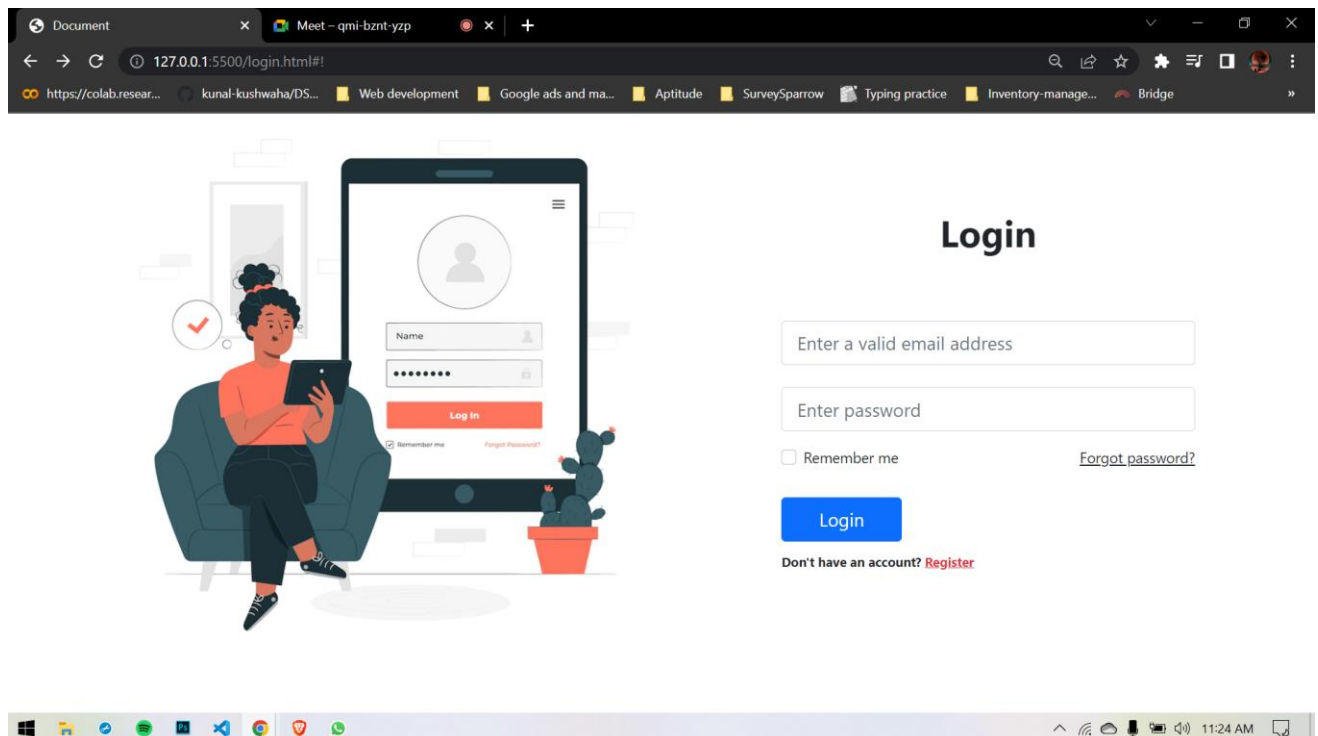 Document
Meet – qmi-bznt-yzp
127.0.0.1:5500/login.html#!
https://colab.resear... kunal-kushwaha/DS... Web development Google ads and ma... Aptitude SurveySparrow Typing practice Inventory-manage... Bridge »
Login
Name
Log In
Remember me Forgot Password?
Enter a valid email address
Enter password
Remember me Forgot password?
Login
Don't have an account? Register
Ps
11:24 AM